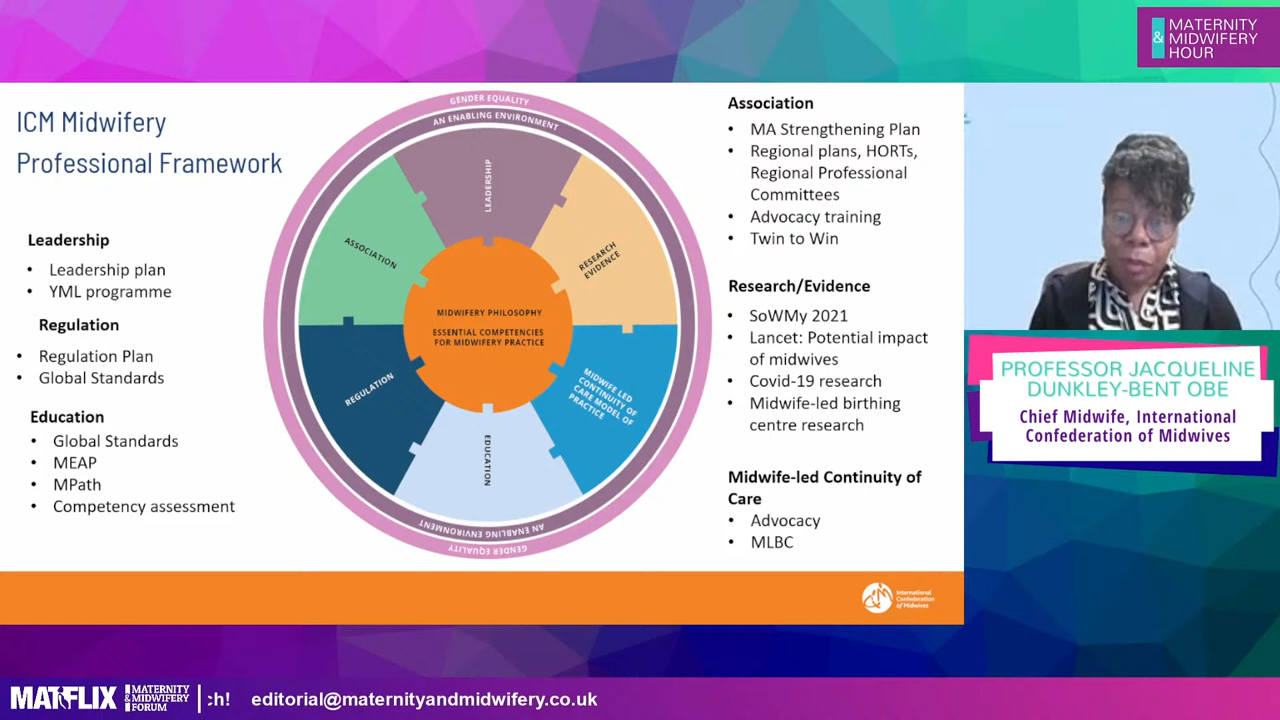 MATERNITY
& MIDWIFERY
HOUR
ICM Midwifery
Professional Framework
Leadership
• Leadership plan
• YML programme
Regulation
• Regulation Plan
• Global Standards
Education
• Global Standards
• MEAP
• MPath
• Competency assessment
GENDER EQUALITY
AN ENABLING ENVIRONMENT
LEADERSHIP
ASSOCIATION
RESEARCH
EVIDENCE
MIDWIFERY PHILOSOPHY
ESSENTIAL COMPETENCIES
FOR MIDWIFERY PRACTICE
REGULATION
MIDWIFE LED
CONTINUITY OF
CARE MODEL OF
PRACTICE
EDUCATION
AN ENABLING ENVIRONMENT
GENDER EQUALITY
Association
• MA Strengthening Plan
• Regional plans, HORTs,
Regional Professional
Committees
• Advocacy training
• Twin to Win
Research/Evidence
• SoWMy 2021
• Lancet: Potential impact
of midwives
• Covid-19 research
• Midwife-led birthing
centre research
Midwife-led Continuity of
Care
• Advocacy
• MLBC
International
Confederation
of Midwives
PROFESSOR JACQUELINE
DUNKLEY-BENT OBE
Chief Midwife, International
Confederation of Midwives
MATFLIX
MATERNITY
& MIDWIFERY
FORUM
ch! editorial@maternityandmidwifery.co.uk